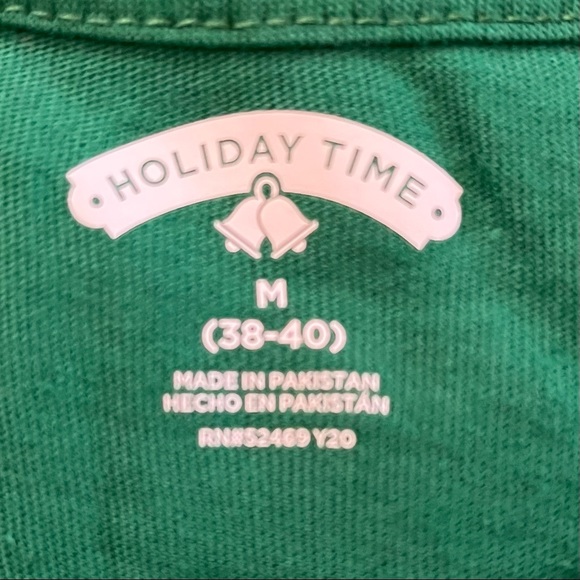 HOLIDAY TIME
M
(38-40)
MADE IN PAKISTAN
HECHO EN PAKISTÁN
RN#52469 Y20